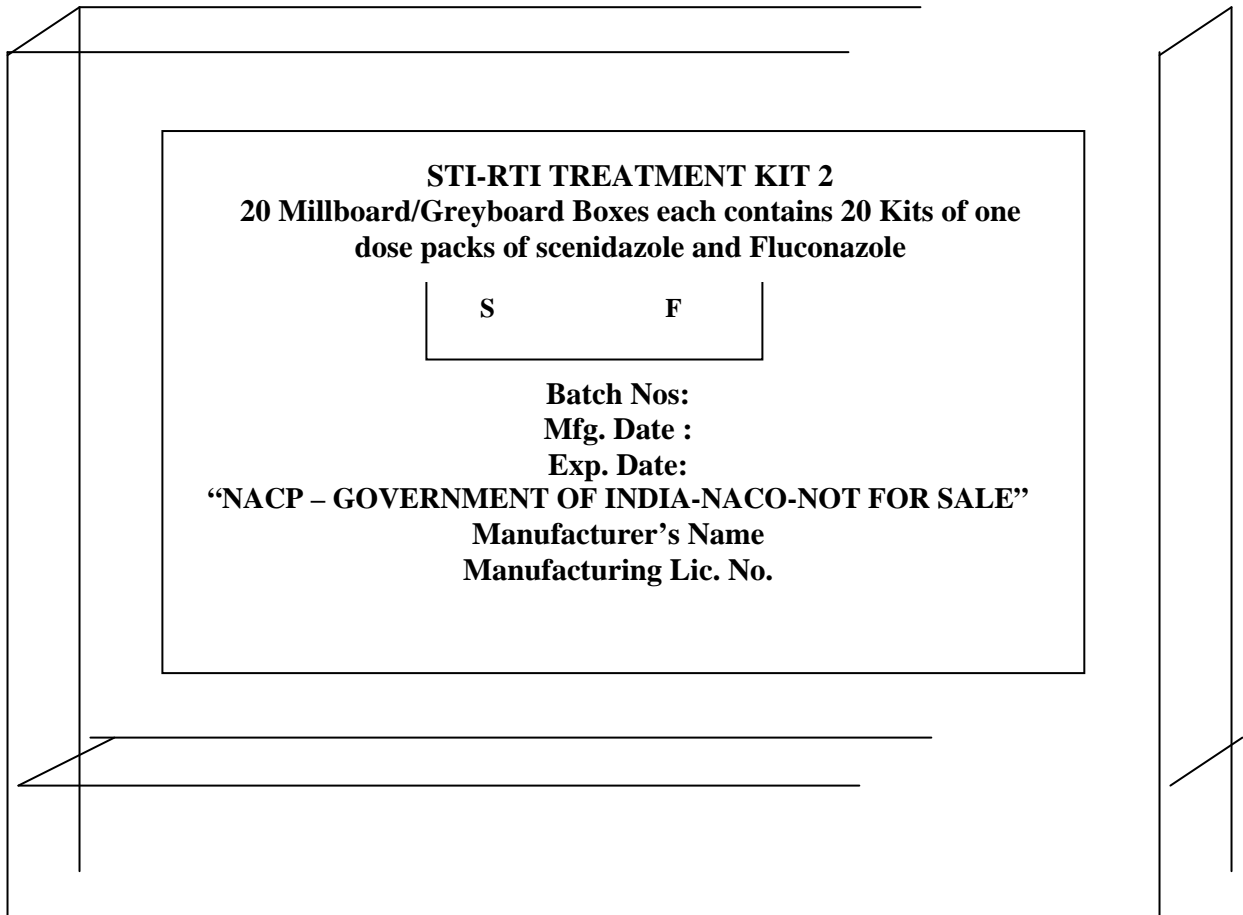 STI-RTI TREATMENT KIT 2
20 Millboard/Greyboard Boxes each contains 20 Kits of one
dose packs of scenidazole and Fluconazole
S F
Batch Nos:
Mfg. Date :
Exp. Date:
“NACP – GOVERNMENT OF INDIA-NACO-NOT FOR SALE”
Manufacturer’s Name
Manufacturing Lic. No.